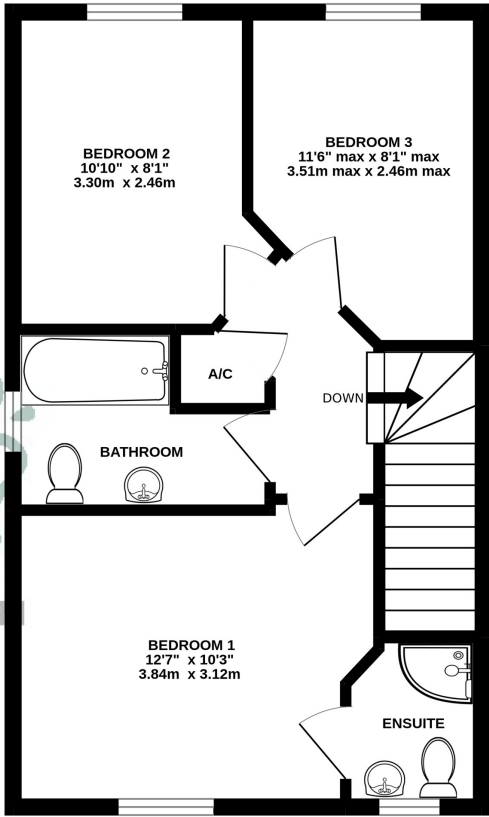 BEDROOM 2
10'10" x 8'1"
3.30m x 2.46m
BEDROOM 3
11'6" max x 8'1" max
3.51m max x 2.46m max
A/C
DOWN
BATHROOM
BEDROOM 1
12'7" x 10'3"
3.84m x 3.12m
ENSUITE